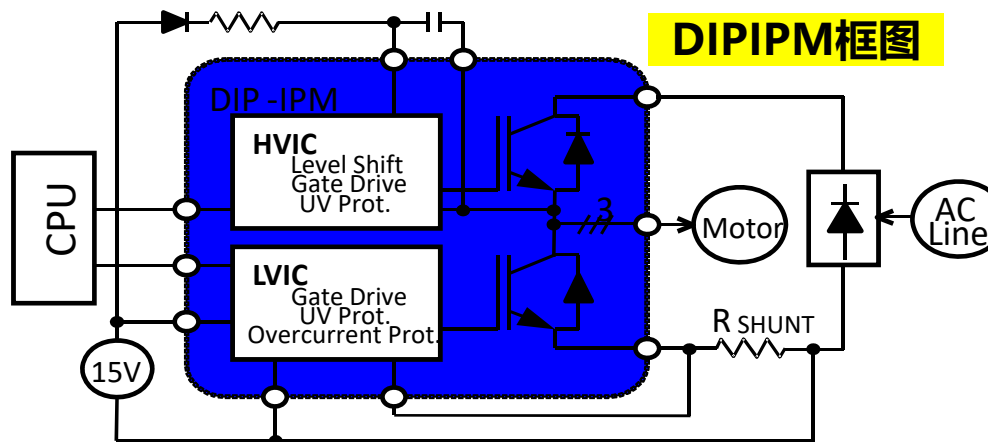 DIPIPM框图
DIP -IPM
HVIC
Level Shift
Gate Drive
UV Prot.
CPU
3
Motor
AC
Line
LVIC
Gate Drive
UV Prot.
Overcurrent Prot.
R SHUNT
15V